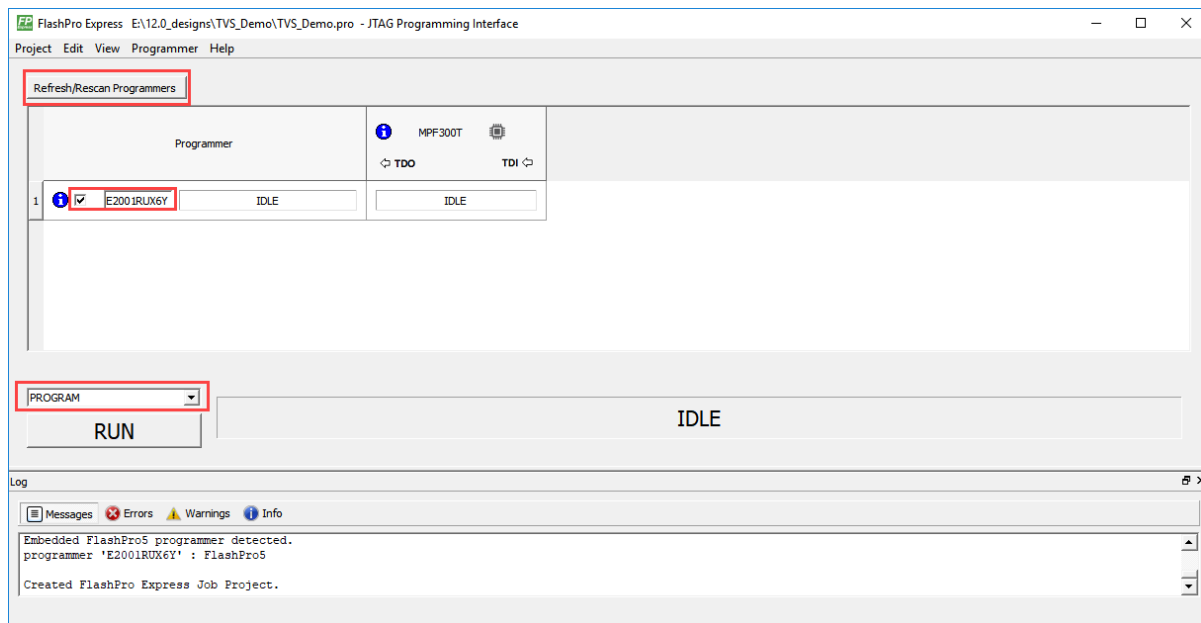 FP FlashPro Express E:\12.0_designs\TVS_Demo\TVS_Demo.pro - JTAG Programming Interface
Project Edit View Programmer Help
Refresh/Rescan Programmers
Programmer
MPF300T
TDO TDI
1 E2001RUX6Y IDLE IDLE
PROGRAM
RUN
IDLE
Log
Messages Errors Warnings Info
Embedded FlashPro5 programmer detected.
programmer 'E2001RUX6Y' : FlashPro5
Created FlashPro Express Job Project.